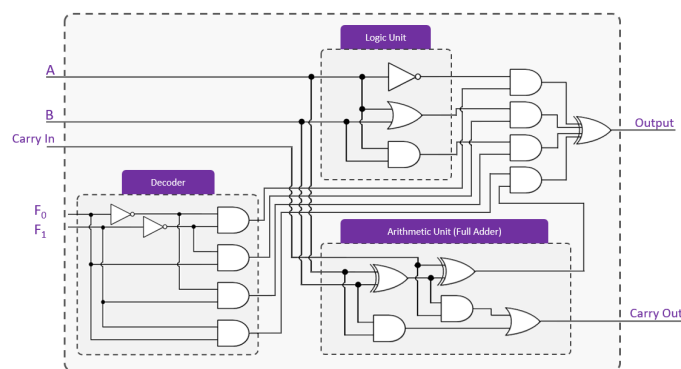 Logic Unit
A
B
Carry In
Output
Decoder
F0
F1
Arithmetic Unit (Full Adder)
Carry Out